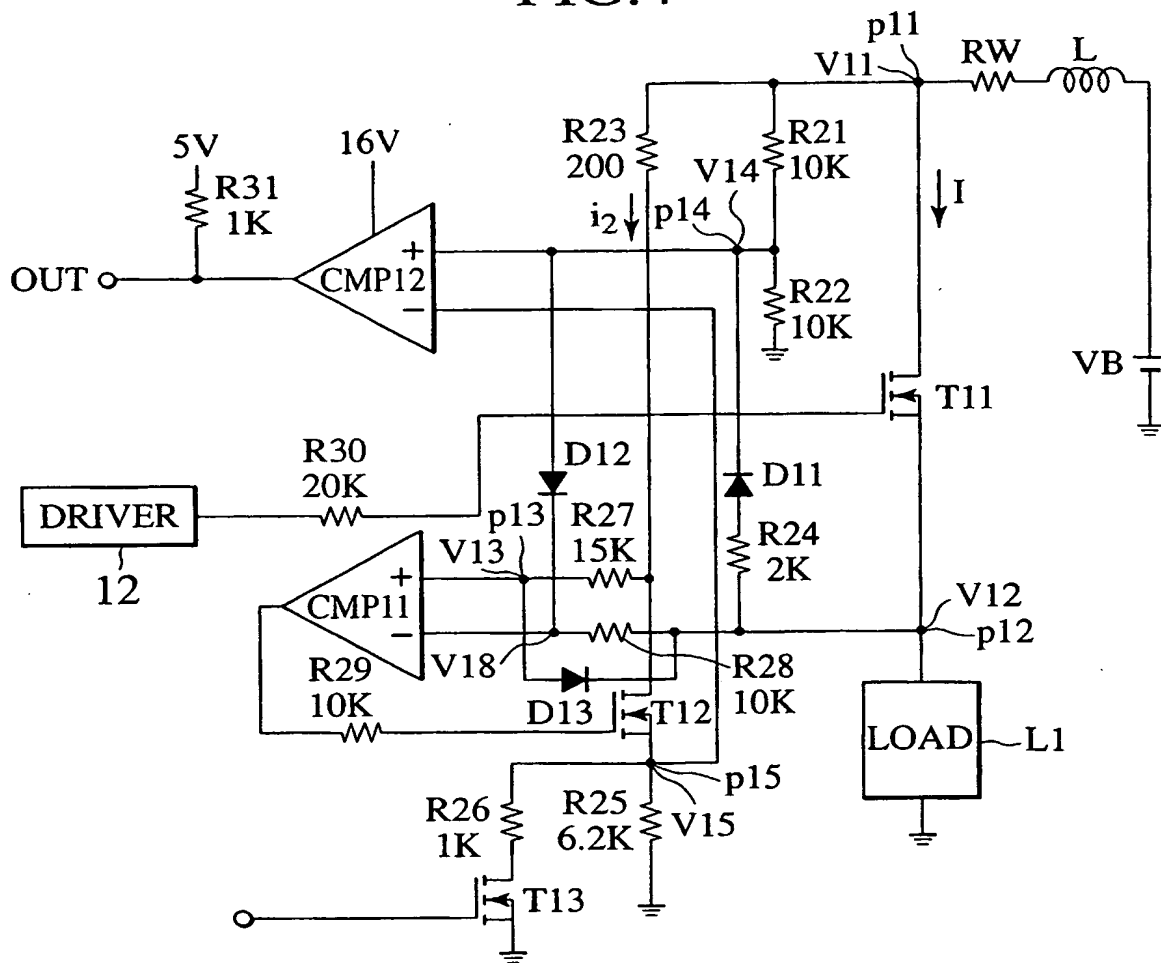 FIG. 4
p11
V11
RW
L
R23
200
R21
10K
5V
16V
R31
1K
V14
I
i2
p14
OUT
CMP12
+
−
R22
10K
VB
T11
R30
20K
D12
D11
DRIVER
12
p13
V13
R27
15K
R24
2K
CMP11
+
−
V12
p12
V18
R28
10K
R29
10K
D13
T12
LOAD
L1
p15
V15
R26
1K
R25
6.2K
T13